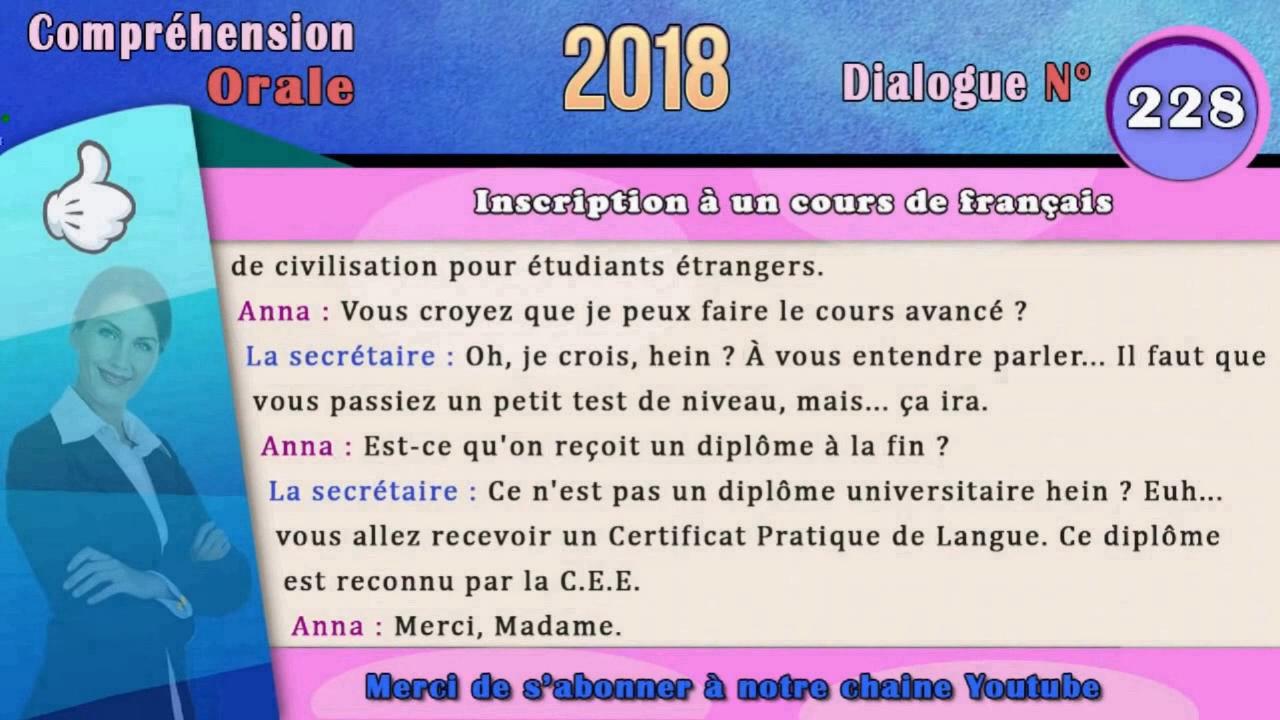 Compréhension
Orale
2018
Dialogue N°
228
Inscription à un cours de français
de civilisation pour étudiants étrangers.
Anna : Vous croyez que je peux faire le cours avancé ?
La secrétaire : Oh, je crois, hein ? À vous entendre parler... Il faut que
vous passiez un petit test de niveau, mais... ça ira.
Anna : Est-ce qu'on reçoit un diplôme à la fin ?
La secrétaire : Ce n'est pas un diplôme universitaire hein ? Euh...
vous allez recevoir un Certificat Pratique de Langue. Ce diplôme
est reconnu par la C.E.E.
Anna : Merci, Madame.
Merci de s'abonner à notre chaine Youtube